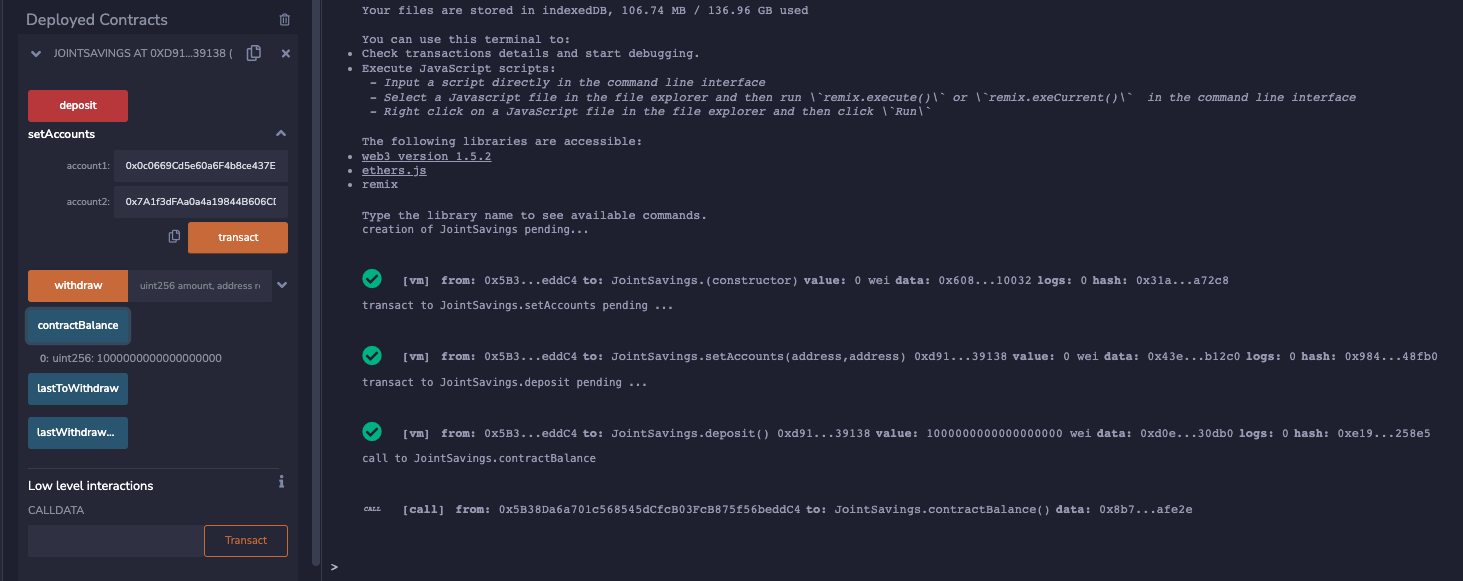 Deployed Contracts
JOINTSAVINGS AT 0XD91...39138 (
deposit
setAccounts
account1: 0x0c0669Cd5e60a6F4b8ce437E
account2: 0x7A1f3dFAa0a4a19844B606CD
transact
withdraw uint256 amount, address re
contractBalance
0: uint256: 1000000000000000000
lastToWithdraw
lastWithdraw...
Low level interactions
CALLDATA
Transact
Your files are stored in indexedDB, 106.74 MB / 136.96 GB used
You can use this terminal to:
• Check transactions details and start debugging.
• Execute JavaScript scripts:
– Input a script directly in the command line interface
– Select a Javascript file in the file explorer and then run \`remix.execute()\` or \`remix.exeCurrent()\` in the command line interface
– Right click on a JavaScript file in the file explorer and then click \`Run\`
The following libraries are accessible:
• web3 version 1.5.2
• ethers.js
• remix
Type the library name to see available commands.
creation of JointSavings pending...
[vm] from: 0x5B3...eddC4 to: JointSavings.(constructor) value: 0 wei data: 0x608...10032 logs: 0 hash: 0x31a...a72c8
transact to JointSavings.setAccounts pending ...
[vm] from: 0x5B3...eddC4 to: JointSavings.setAccounts(address,address) 0xd91...39138 value: 0 wei data: 0x43e...b12c0 logs: 0 hash: 0x984...48fb0
transact to JointSavings.deposit pending ...
[vm] from: 0x5B3...eddC4 to: JointSavings.deposit() 0xd91...39138 value: 1000000000000000000 wei data: 0xd0e...30db0 logs: 0 hash: 0xe19...258e5
call to JointSavings.contractBalance
CALL [call] from: 0x5B38Da6a701c568545dCfcB03FcB875f56beddC4 to: JointSavings.contractBalance() data: 0x8b7...afe2e
>